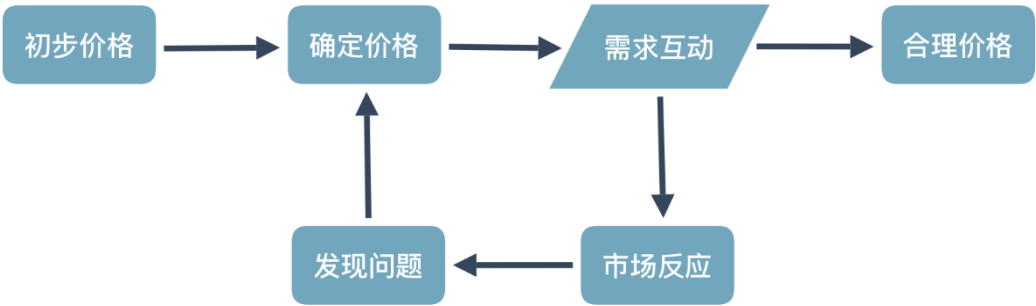 初步价格
确定价格
需求互动
合理价格
发现问题
市场反应